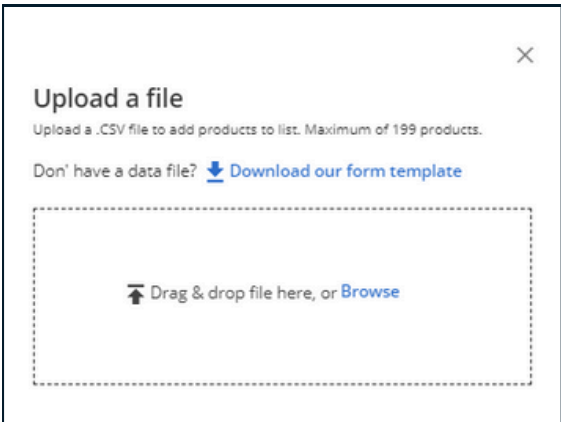 Upload a file
Upload a .CSV file to add products to list. Maximum of 199 products.
Don' have a data file? Download our form template
Drag & drop file here, or Browse